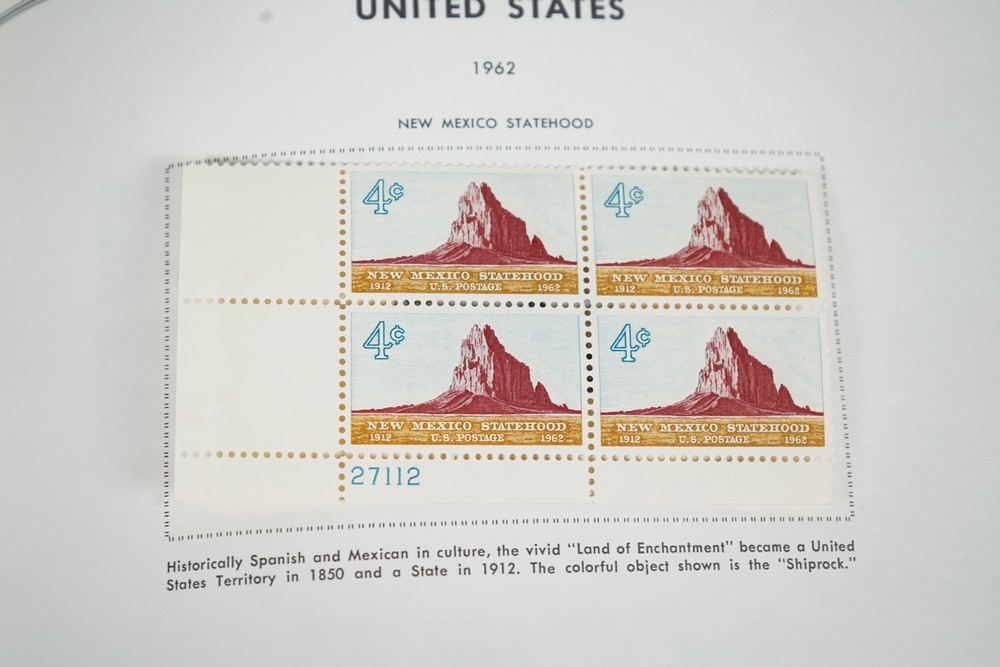 UNITED STATES
1962
NEW MEXICO STATEHOOD
4¢
NEW MEXICO STATEHOOD
1912 U.S. POSTAGE 1962
4¢
NEW MEXICO STATEHOOD
1912 U.S. POSTAGE 1962
4¢
NEW MEXICO STATEHOOD
1912 U.S. POSTAGE 1962
4¢
NEW MEXICO STATEHOOD
1912 U.S. POSTAGE 1962
27112
Historically Spanish and Mexican in culture, the vivid "Land of Enchantment" became a United
States Territory in 1850 and a State in 1912. The colorful object shown is the "Shiprock."